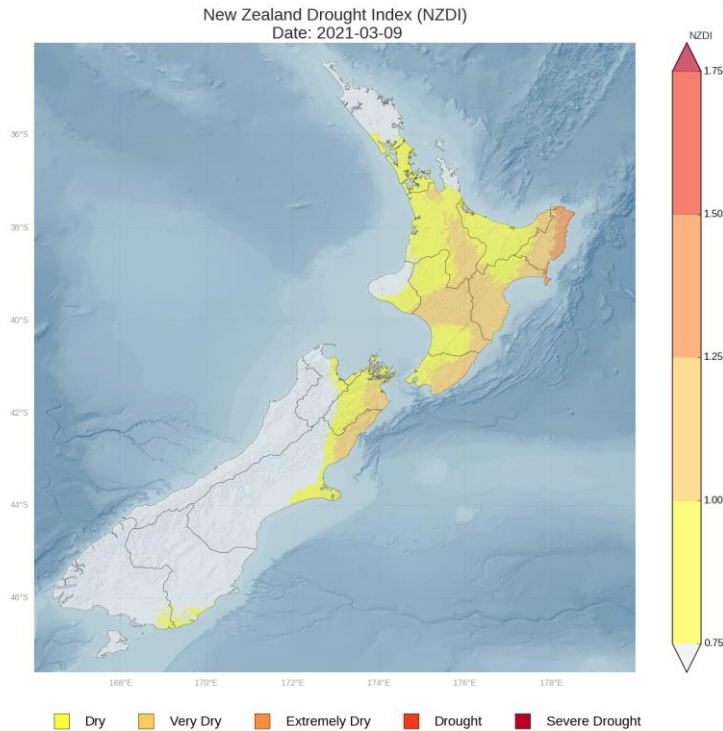 New Zealand Drought Index (NZDI)
Date: 2021-03-09
NZDI
1.75
1.50
1.25
1.00
0.75
36°S
38°S
40°S
42°S
44°S
46°S
168°E 170°E 172°E 174°E 176°E 178°E
Dry Very Dry Extremely Dry Drought Severe Drought